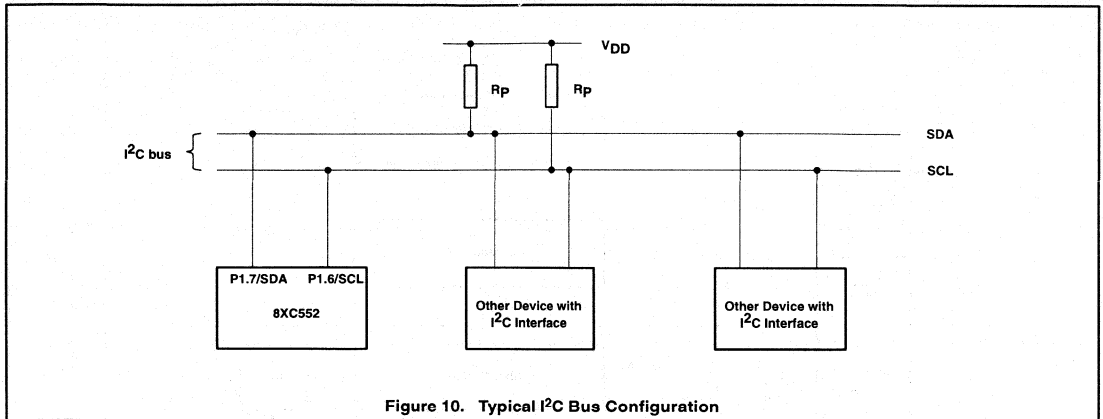 VDD
RP RP
SDA
I2C bus
SCL
P1.7/SDA P1.6/SCL
8XC552
Other Device with
I2C Interface
Other Device with
I2C Interface
Figure 10. Typical I2C Bus Configuration